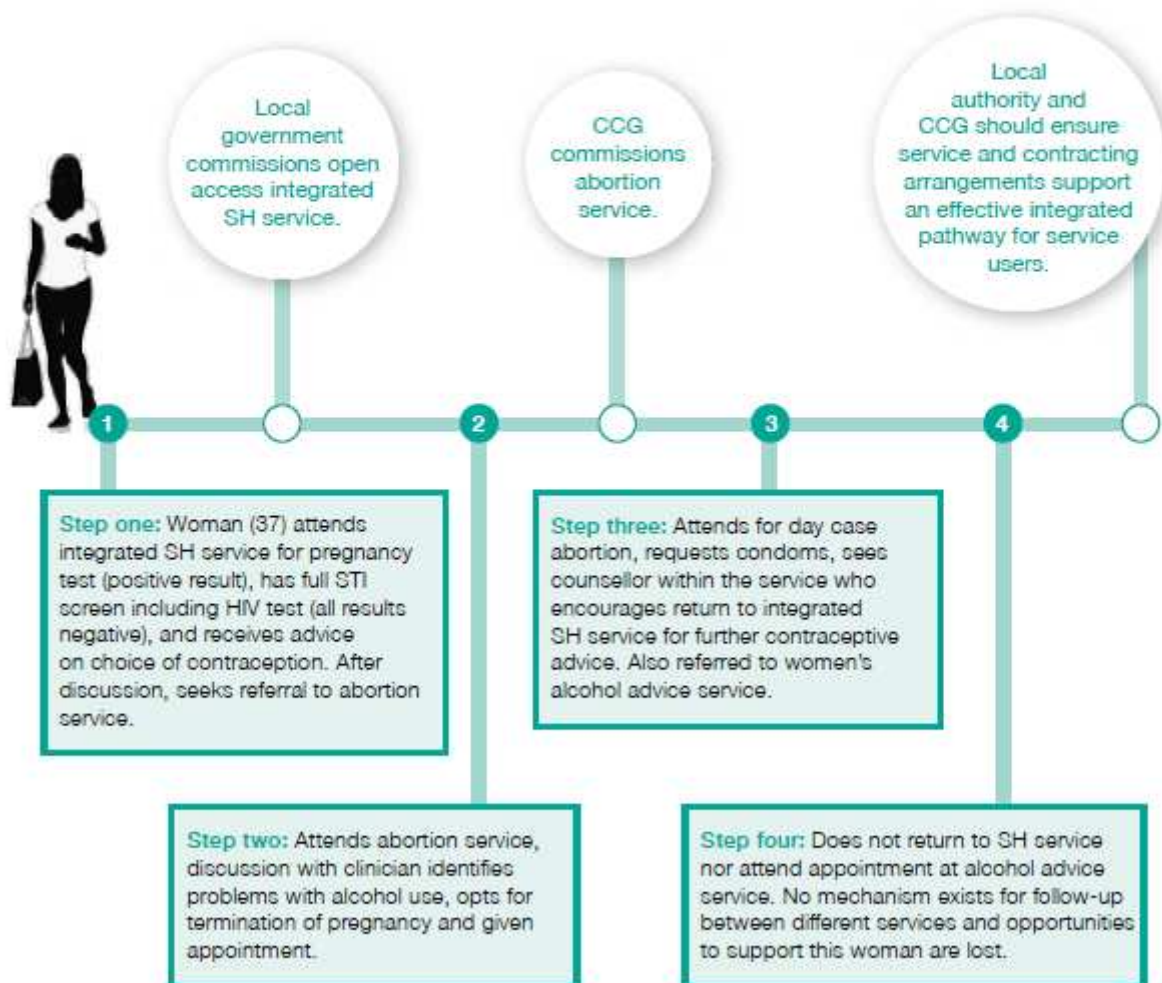 Local
government
commissions open
access integrated
SH service.
CCG
commissions
abortion
service.
Local
authority and
CCG should ensure
service and contracting
arrangements support
an effective integrated
pathway for service
users.
1
2
3
4
Step one: Woman (37) attends
integrated SH service for pregnancy
test (positive result), has full STI
screen including HIV test (all results
negative), and receives advice
on choice of contraception. After
discussion, seeks referral to abortion
service.
Step three: Attends for day case
abortion, requests condoms, sees
counsellor within the service who
encourages return to integrated
SH service for further contraceptive
advice. Also referred to women's
alcohol advice service.
Step two: Attends abortion service,
discussion with clinician identifies
problems with alcohol use, opts for
termination of pregnancy and given
appointment.
Step four: Does not return to SH service
nor attend appointment at alcohol advice
service. No mechanism exists for follow-up
between different services and opportunities
to support this woman are lost.